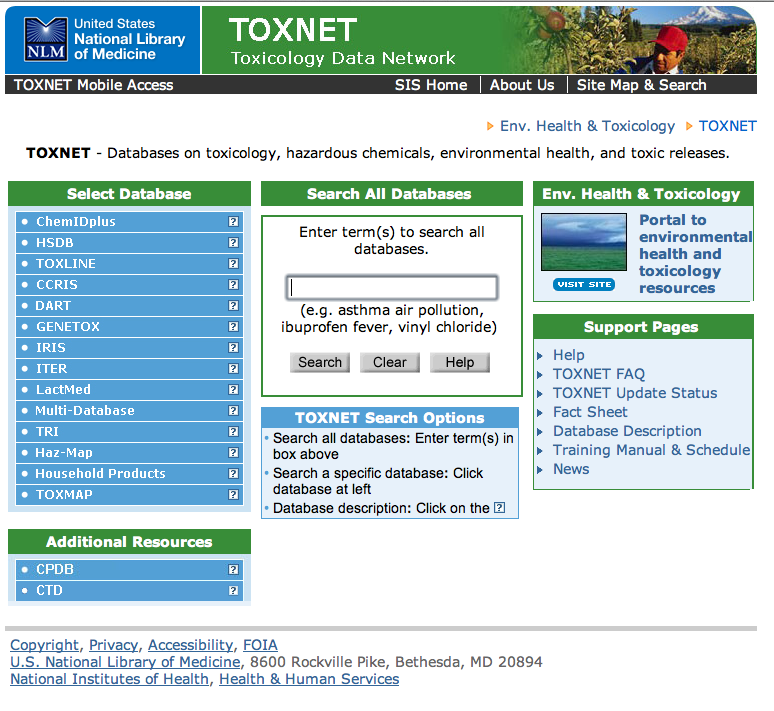 United States
National Library
of Medicine
NLM
TOXNET
Toxicology Data Network
TOXNET Mobile Access
SIS Home
About Us
Site Map & Search
Env. Health & Toxicology
TOXNET
TOXNET - Databases on toxicology, hazardous chemicals, environmental health, and toxic releases.
Select Database
ChemIDplus ?
HSDB ?
TOXLINE ?
CCRIS ?
DART ?
GENETOX ?
IRIS ?
ITER ?
LactMed ?
Multi-Database ?
TRI ?
Haz-Map ?
Household Products ?
TOXMAP ?
Additional Resources
CPDB ?
CTD ?
Search All Databases
Enter term(s) to search all
databases.
(e.g. asthma air pollution,
ibuprofen fever, vinyl chloride)
Search
Clear
Help
TOXNET Search Options
Search all databases: Enter term(s) in
box above
Search a specific database: Click
database at left
Database description: Click on the ?
Env. Health & Toxicology
VISIT SITE
Portal to
environmental
health and
toxicology
resources
Support Pages
Help
TOXNET FAQ
TOXNET Update Status
Fact Sheet
Database Description
Training Manual & Schedule
News
Copyright, Privacy, Accessibility, FOIA
U.S. National Library of Medicine, 8600 Rockville Pike, Bethesda, MD 20894
National Institutes of Health, Health & Human Services